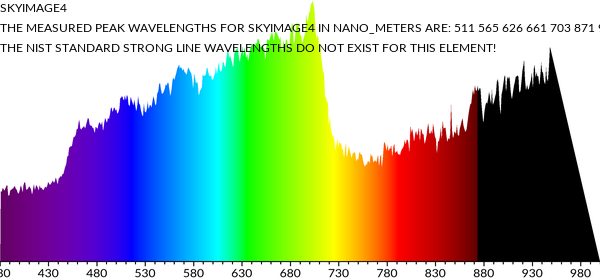 SKYIMAGE4
THE MEASURED PEAK WAVELENGTHS FOR SKYIMAGE4 IN NANO_METERS ARE: 511 565 626 661 703 871
THE NIST STANDARD STRONG LINE WAVELENGTHS DO NOT EXIST FOR THIS ELEMENT!
30 430 480 530 580 630 680 730 780 830 880 930 980